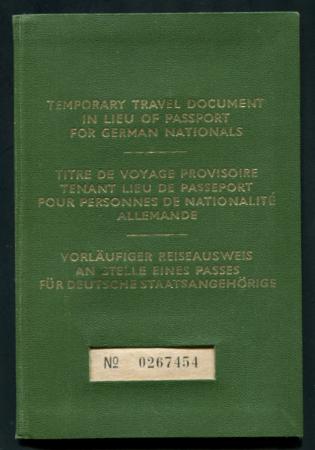 TEMPORARY TRAVEL DOCUMENT
IN LIEU OF PASSPORT
FOR GERMAN NATIONALS
TITRE DE VOYAGE PROVISOIRE
TENANT LIEU DE PASSEPORT
POUR PERSONNES DE NATIONALITÉ
ALLEMANDE
VORLÄUFIGER REISEAUSWEIS
AN STELLE EINES PASSES
FÜR DEUTSCHE STAATSANGEHÖRIGE
Nº 0267454